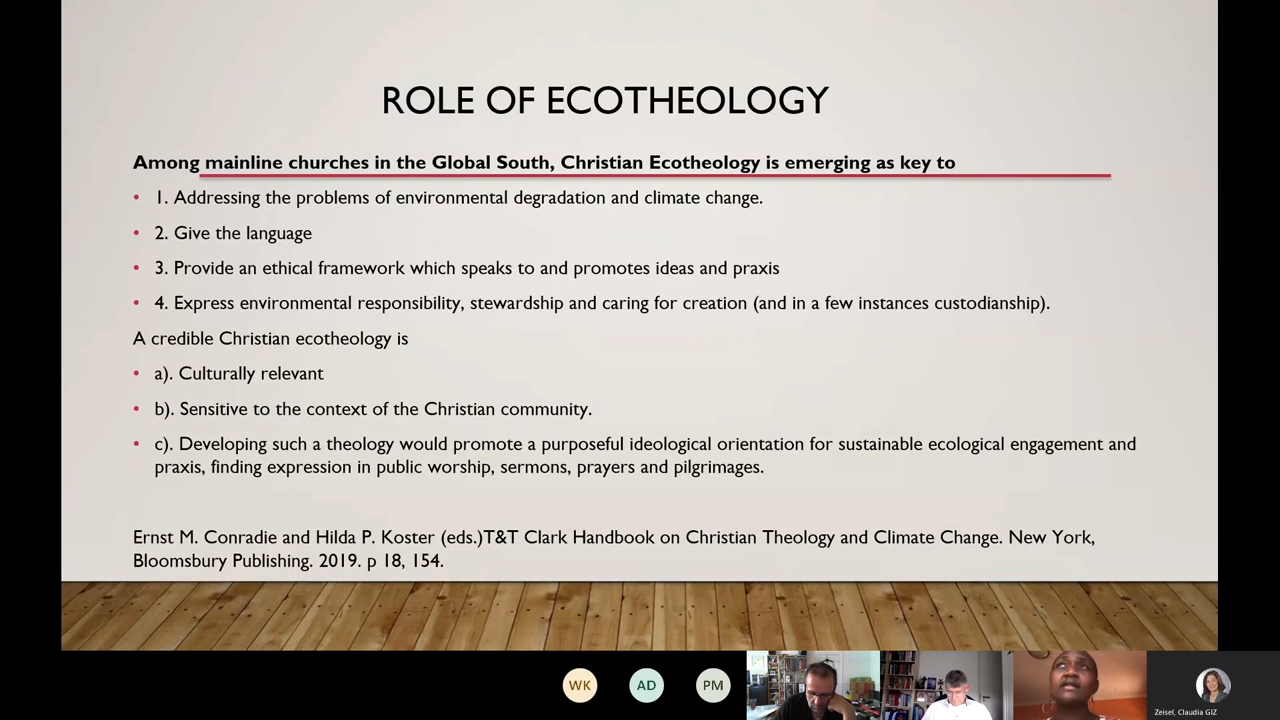 ROLE OF ECOTHEOLOGY
Among mainline churches in the Global South, Christian Ecotheology is emerging as key to
• 1. Addressing the problems of environmental degradation and climate change.
• 2. Give the language
• 3. Provide an ethical framework which speaks to and promotes ideas and praxis
• 4. Express environmental responsibility, stewardship and caring for creation (and in a few instances custodianship).
A credible Christian ecotheology is
• a). Culturally relevant
• b). Sensitive to the context of the Christian community.
• c). Developing such a theology would promote a purposeful ideological orientation for sustainable ecological engagement and
praxis, finding expression in public worship, sermons, prayers and pilgrimages.
Ernst M. Conradie and Hilda P. Koster (eds.)T&T Clark Handbook on Christian Theology and Climate Change. New York,
Bloomsbury Publishing. 2019. p 18, 154.
WK AD PM
Zeisel, Claudia GIZ